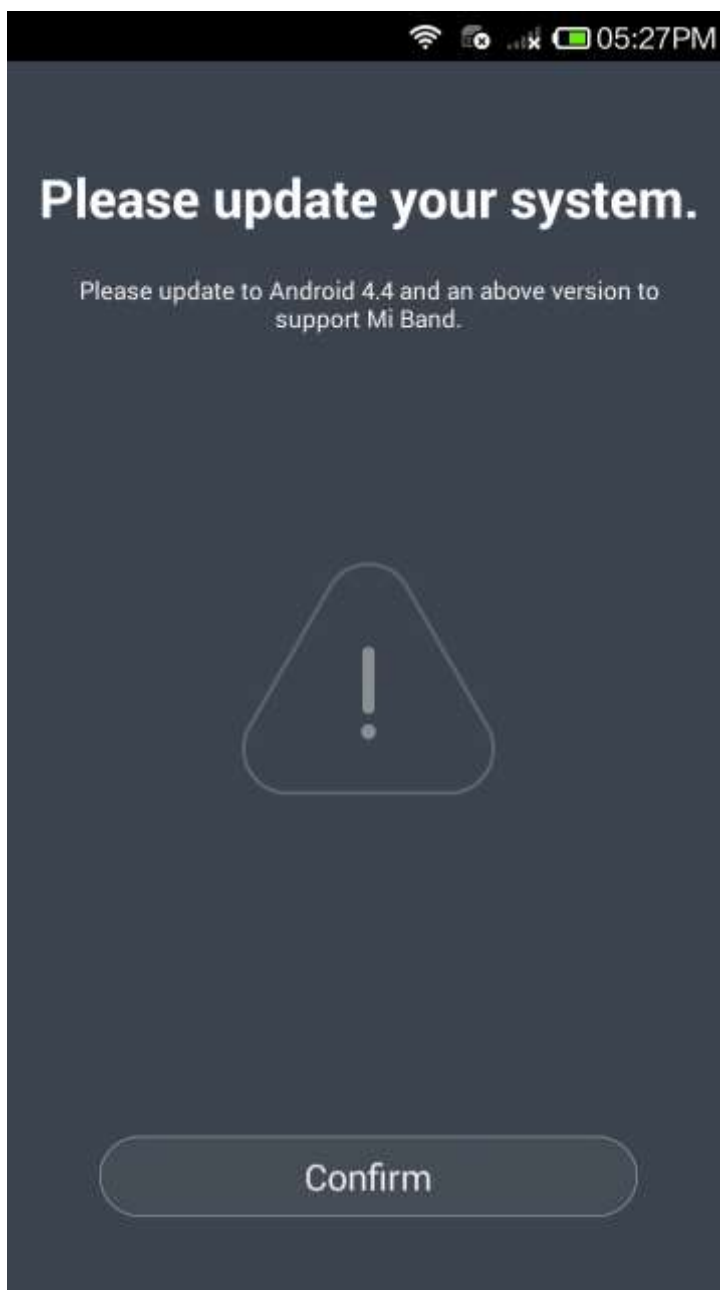 05:27PM
Please update your system.
Please update to Android 4.4 and an above version to
support Mi Band.
Confirm